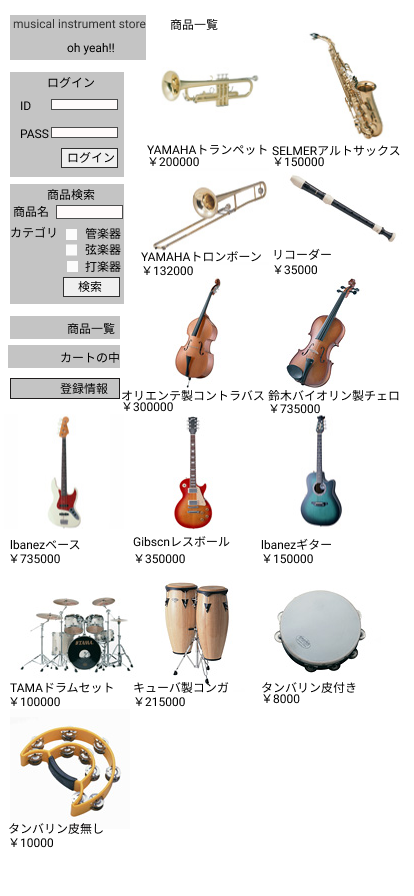 musical instrument store
oh yeah!!
商品一覧
ログイン
ID
PASS
ログイン
商品検索
商品名
カテゴリ
管楽器
弦楽器
打楽器
検索
商品一覧
カートの中
登録情報
YAMAHAトランペット
￥200000
SELMERアルトサックス
￥150000
YAMAHAトロンボーン
￥132000
リコーダー
￥35000
オリエンテ製コントラバス
￥300000
鈴木バイオリン製チェロ
￥735000
Ibanezベース
￥735000
Gibscnレスポール
￥350000
Ibanezギター
￥150000
TAMA
TAMAドラムセット
￥100000
キューバ製コンガ
￥215000
タンバリン皮付き
￥8000
タンバリン皮無し
￥10000